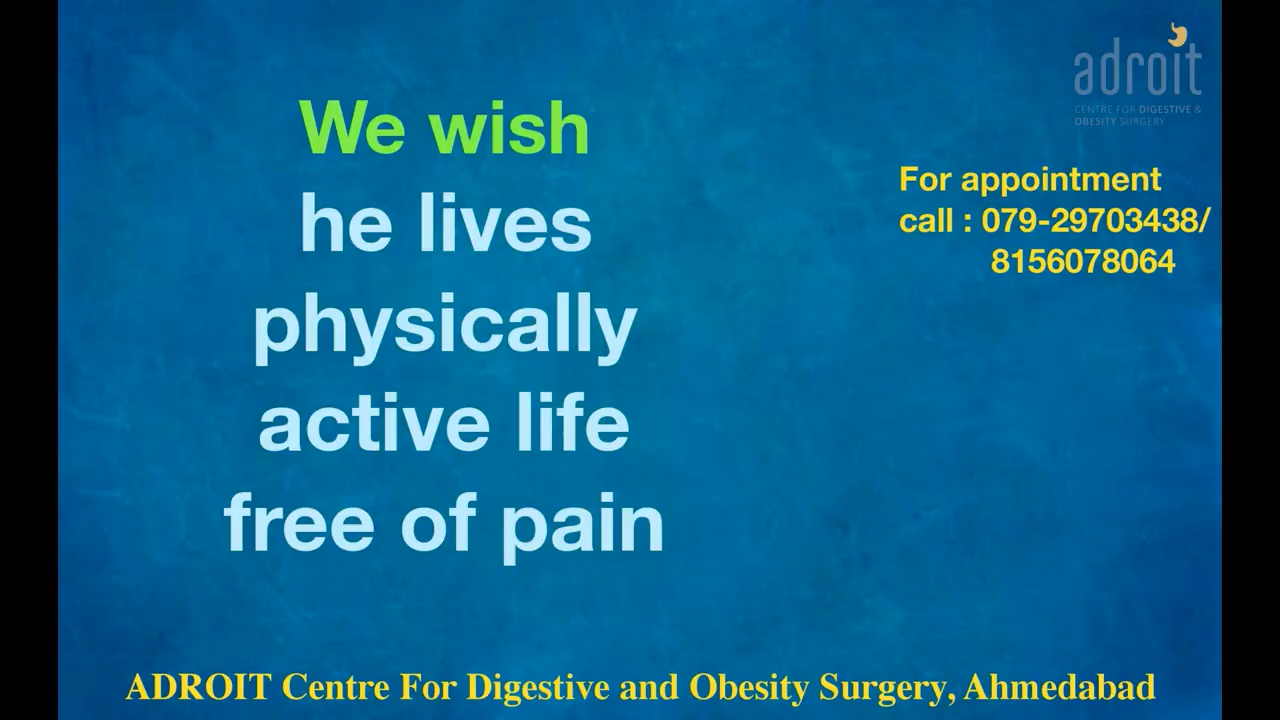 We wish
he lives
physically
active life
free of pain
adroit
CENTRE FOR DIGESTIVE &
OBESITY SURGERY
For appointment
call : 079-29703438/
8156078064
ADROIT Centre For Digestive and Obesity Surgery, Ahmedabad